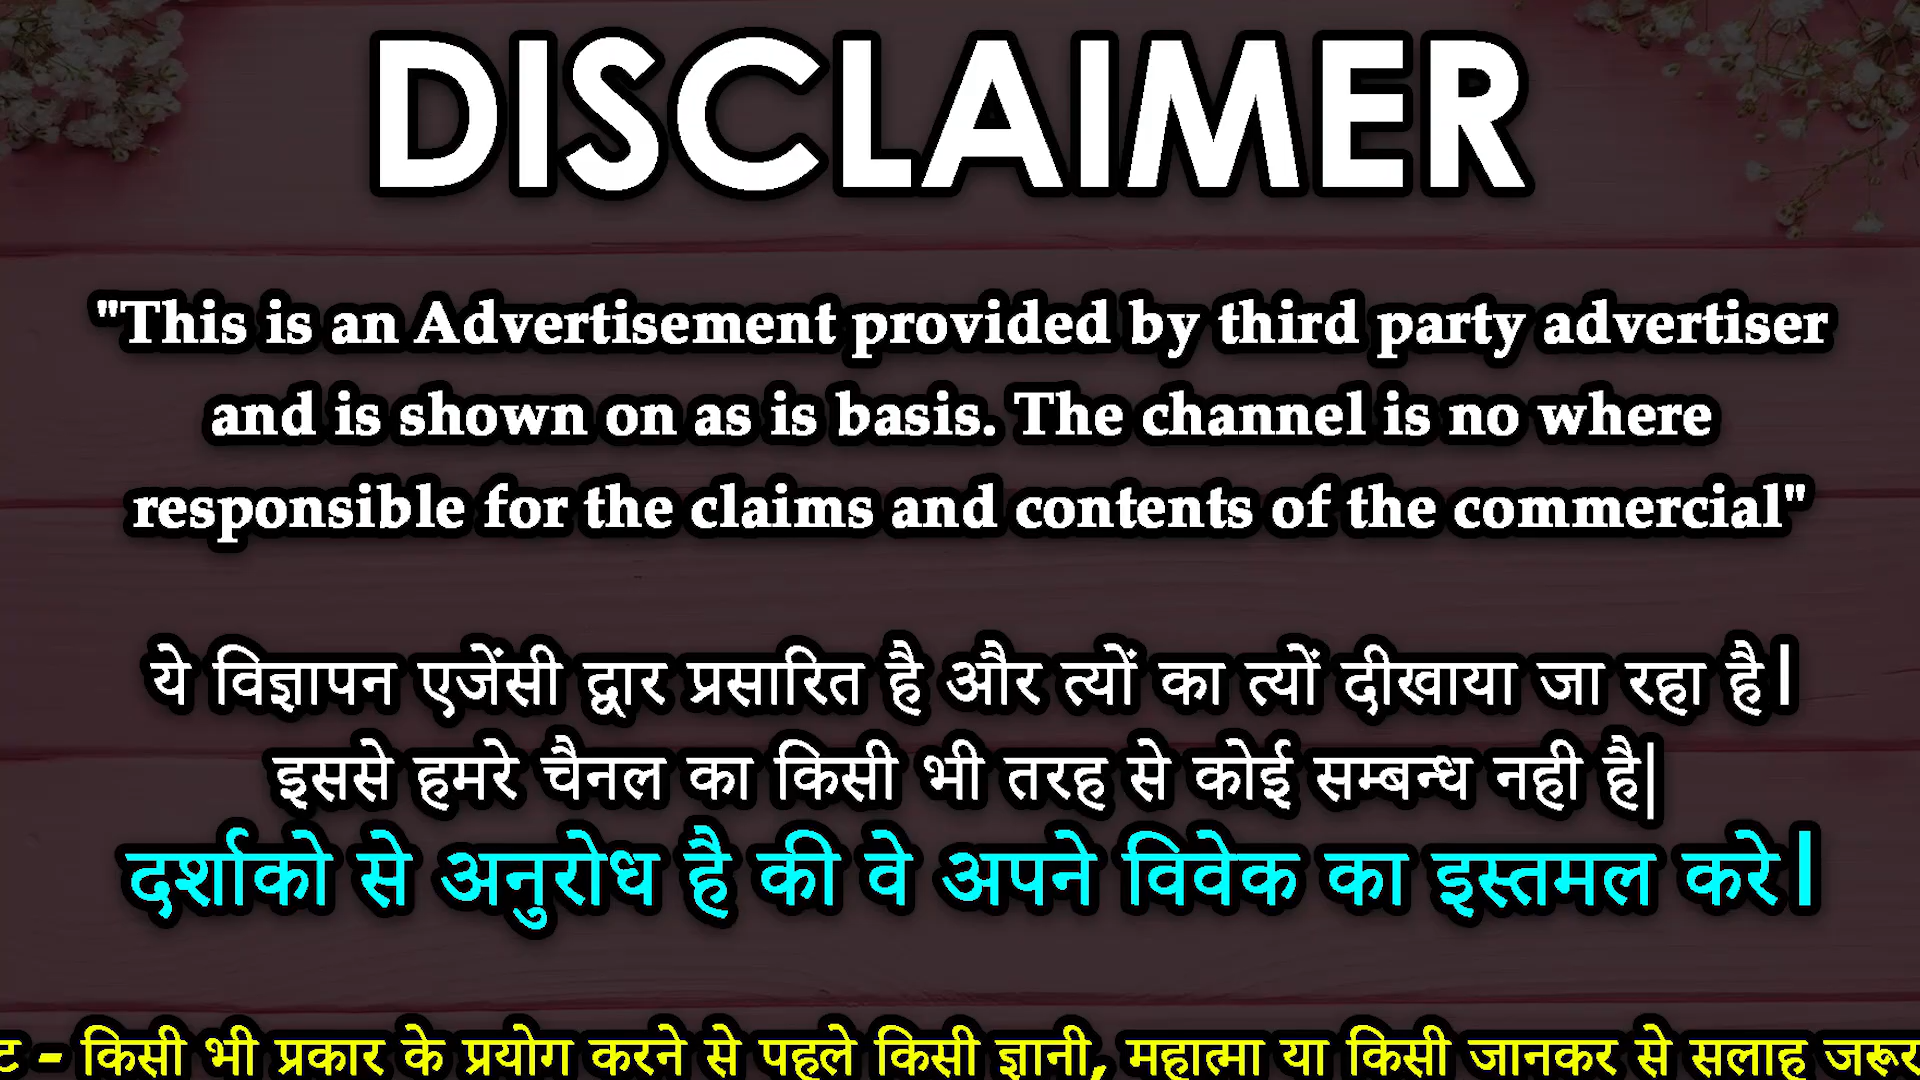 DISCLAIMER
"This is an Advertisement provided by third party advertiser
and is shown on as is basis. The channel is no where
responsible for the claims and contents of the commercial"
ये विज्ञापन एजेंसी द्वार प्रसारित है और त्यों का त्यों दीखाया जा रहा है|
इससे हमरे चैनल का किसी भी तरह से कोई सम्बन्ध नही है|
दर्शाको से अनुरोध है की वे अपने विवेक का इस्तमल करे|
- किसी भी प्रकार के प्रयोग करने से पहले किसी ज्ञानी, महात्मा या किसी जानकर से सलाह जरूर